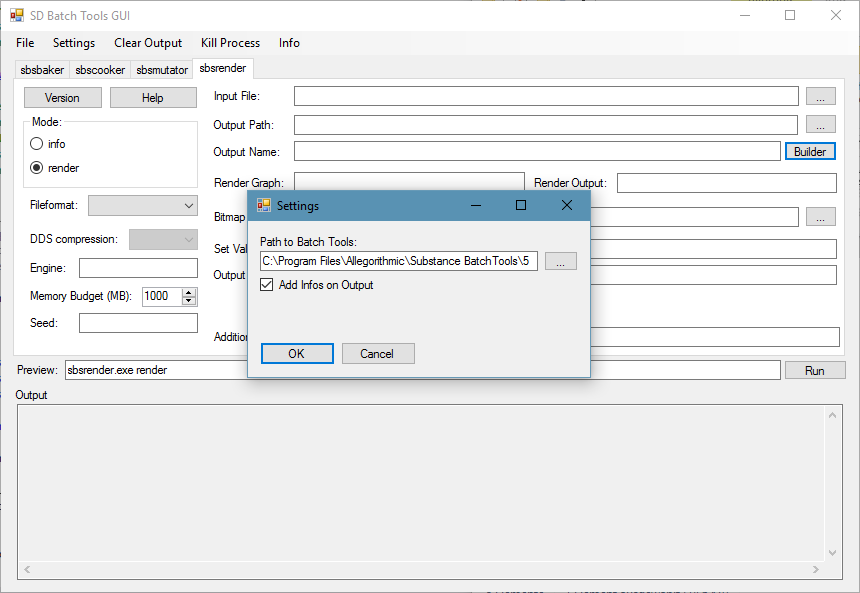 SD Batch Tools GUI
File Settings Clear Output Kill Process Info
sbsbaker sbscooker sbsmutator sbsrender
Version Help
Input File: ...
Mode:
info
Output Path: ...
render
Output Name: Builder
Render Graph: Render Output:
Fileformat:
Bitmap ...
DDS compression:
Set Val
Engine:
Output
Memory Budget (MB): 1000
Seed:
Addition
Settings
Path to Batch Tools:
C:\Program Files\Allegorithmic\Substance BatchTools\5 ...
Add Infos on Output
OK Cancel
Preview: sbsrender.exe render Run
Output